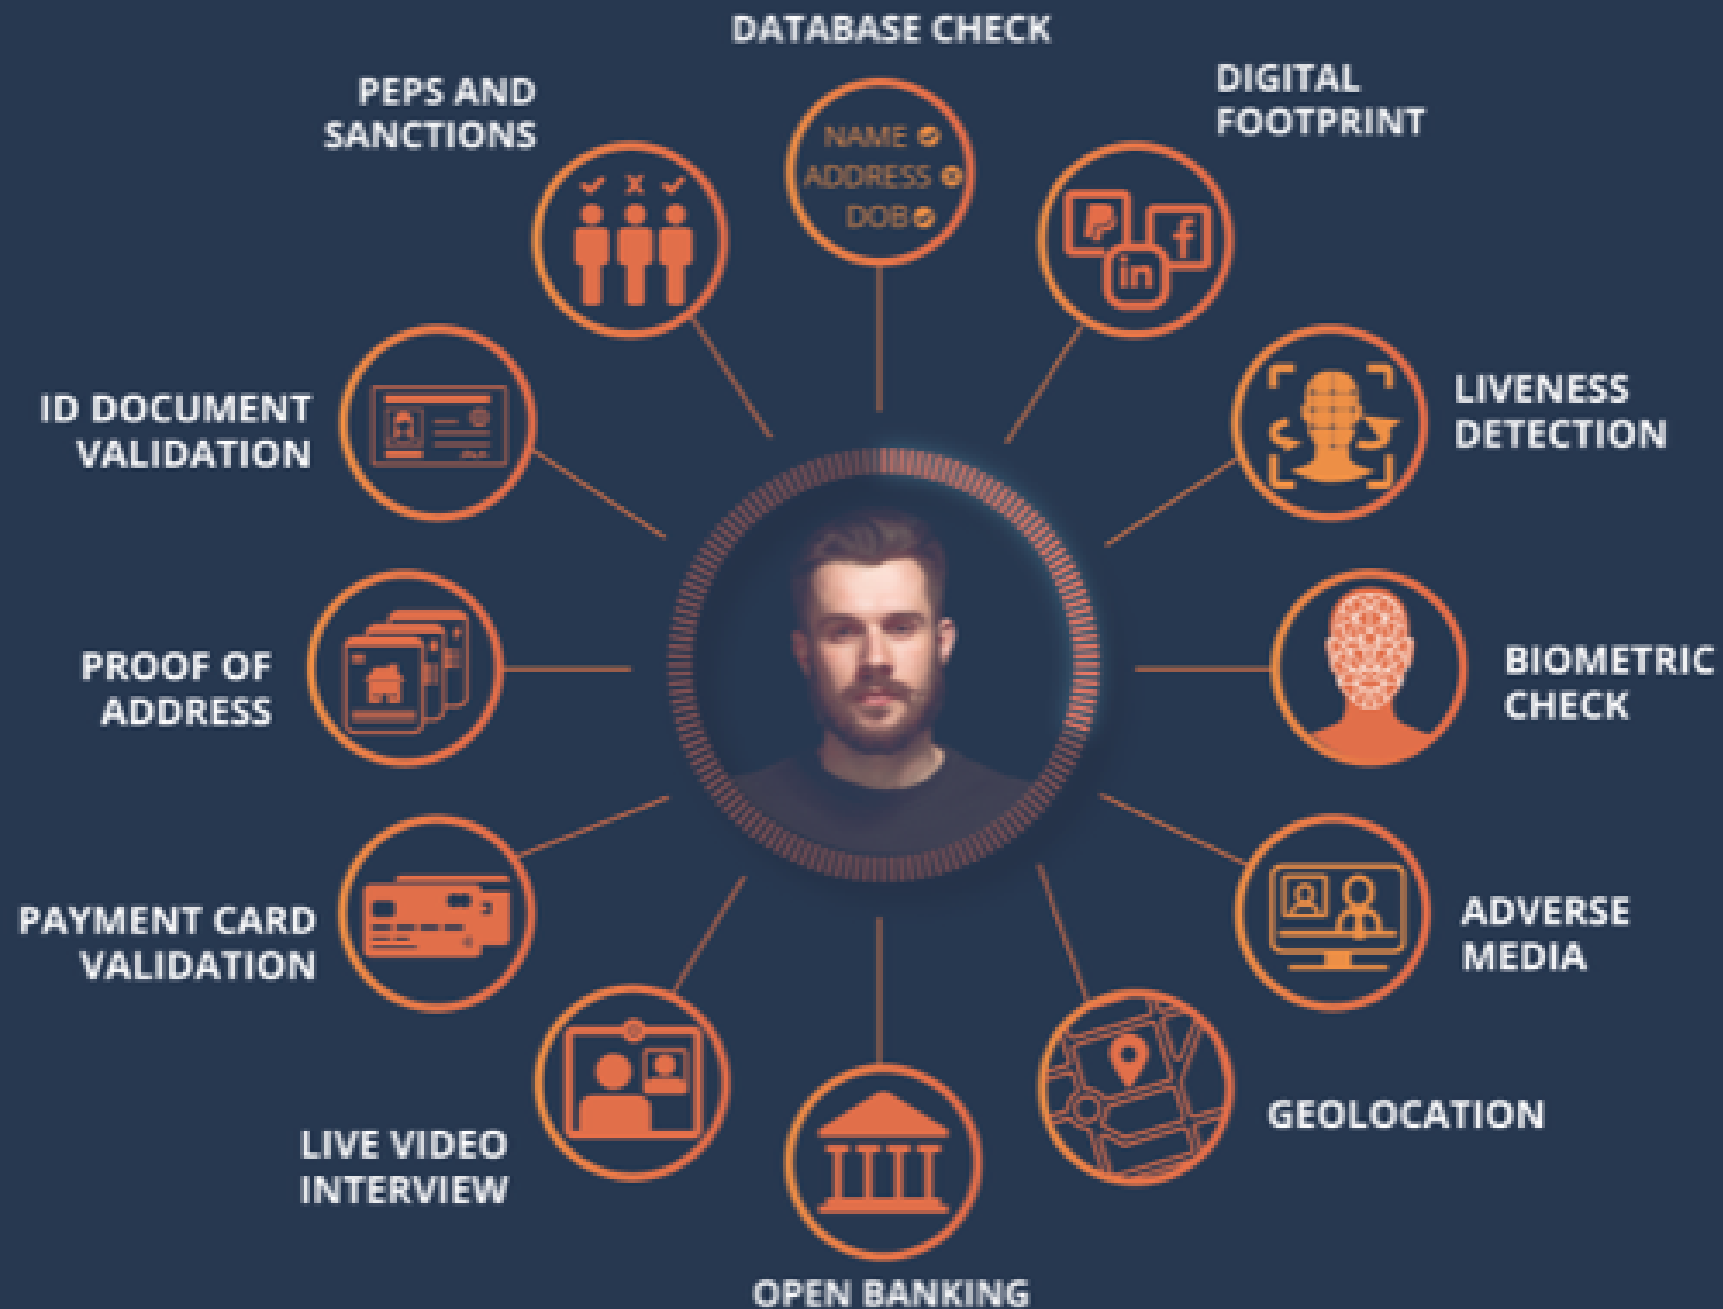 DATABASE CHECK
PEPS AND
SANCTIONS
NAME
ADDRESS
DOB
DIGITAL
FOOTPRINT
f
in
ID DOCUMENT
VALIDATION
LIVENESS
DETECTION
PROOF OF
ADDRESS
BIOMETRIC
CHECK
PAYMENT CARD
VALIDATION
ADVERSE
MEDIA
LIVE VIDEO
INTERVIEW
GEOLOCATION
OPEN BANKING